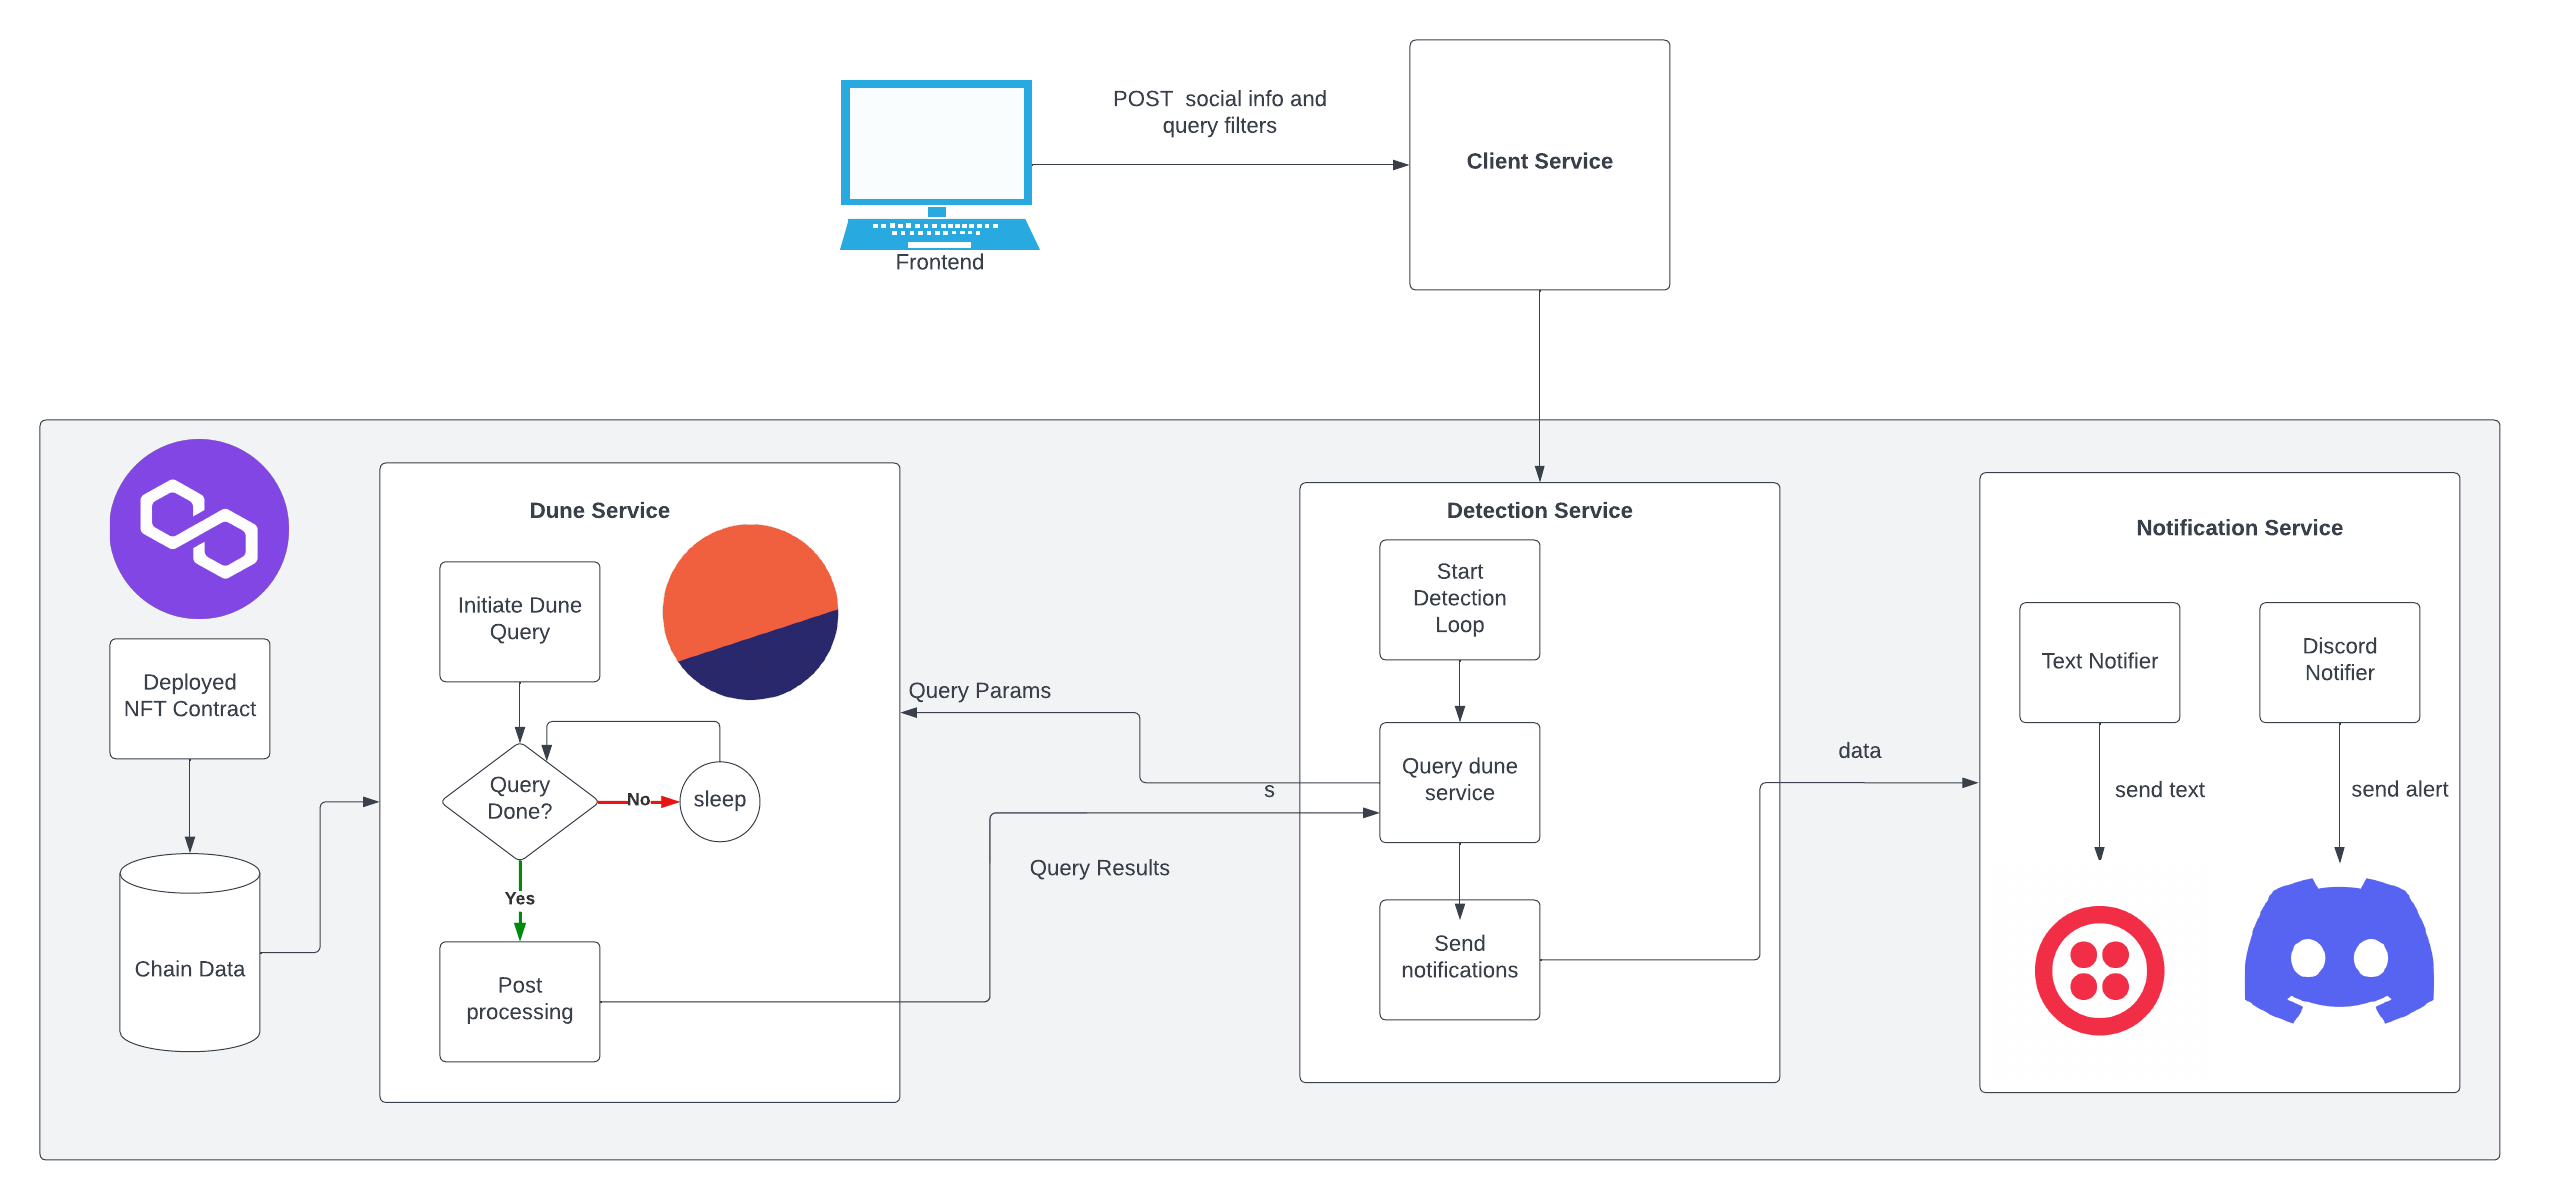 POST  social info and
query filters
Client Service
Frontend
Dune Service
Initiate Dune
Query
Deployed
NFT Contract
Chain Data
Query
Done?
No
sleep
Yes
Post
processing
Query Params
s
Query Results
Detection Service
Start
Detection
Loop
Query dune
service
Send
notifications
data
Notification Service
Text Notifier
Discord
Notifier
send text
send alert